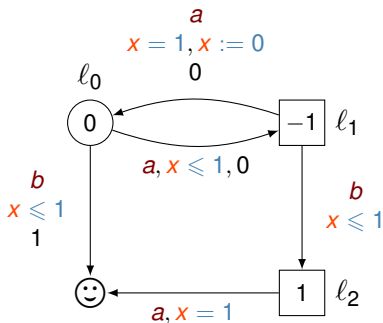 a
x = 1, x := 0
0
ℓ₀
0
−1
ℓ₁
a, x ⩽ 1, 0
b
x ⩽ 1
1
b
x ⩽ 1
1
ℓ₂
a, x = 1